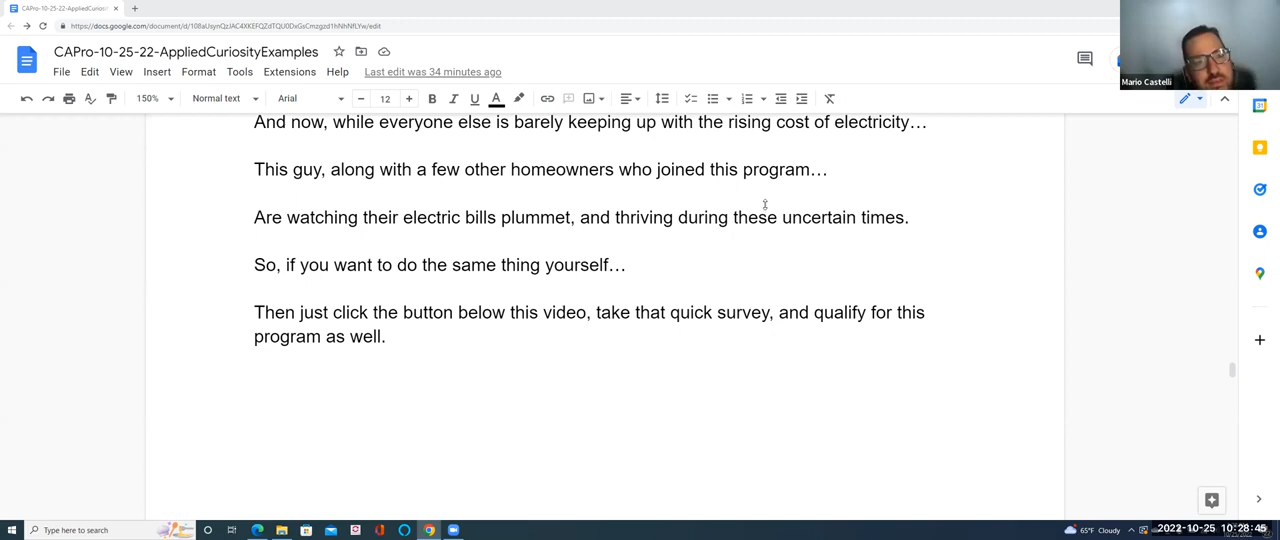 CAPro-10-25-22-AppliedCuriosityExamples
CAPro-10-25-22-AppliedCuriosityExamples
File Edit View Insert Format Tools Extensions Help Last edit was 34 minutes ago
150% Normal text Arial 12
And now, while everyone else is barely keeping up with the rising cost of electricity…
This guy, along with a few other homeowners who joined this program…
Are watching their electric bills plummet, and thriving during these uncertain times.
So, if you want to do the same thing yourself…
Then just click the button below this video, take that quick survey, and qualify for this
program as well.
Mario Castelli
Type here to search
65°F Cloudy
2022-10-25 10:28:45